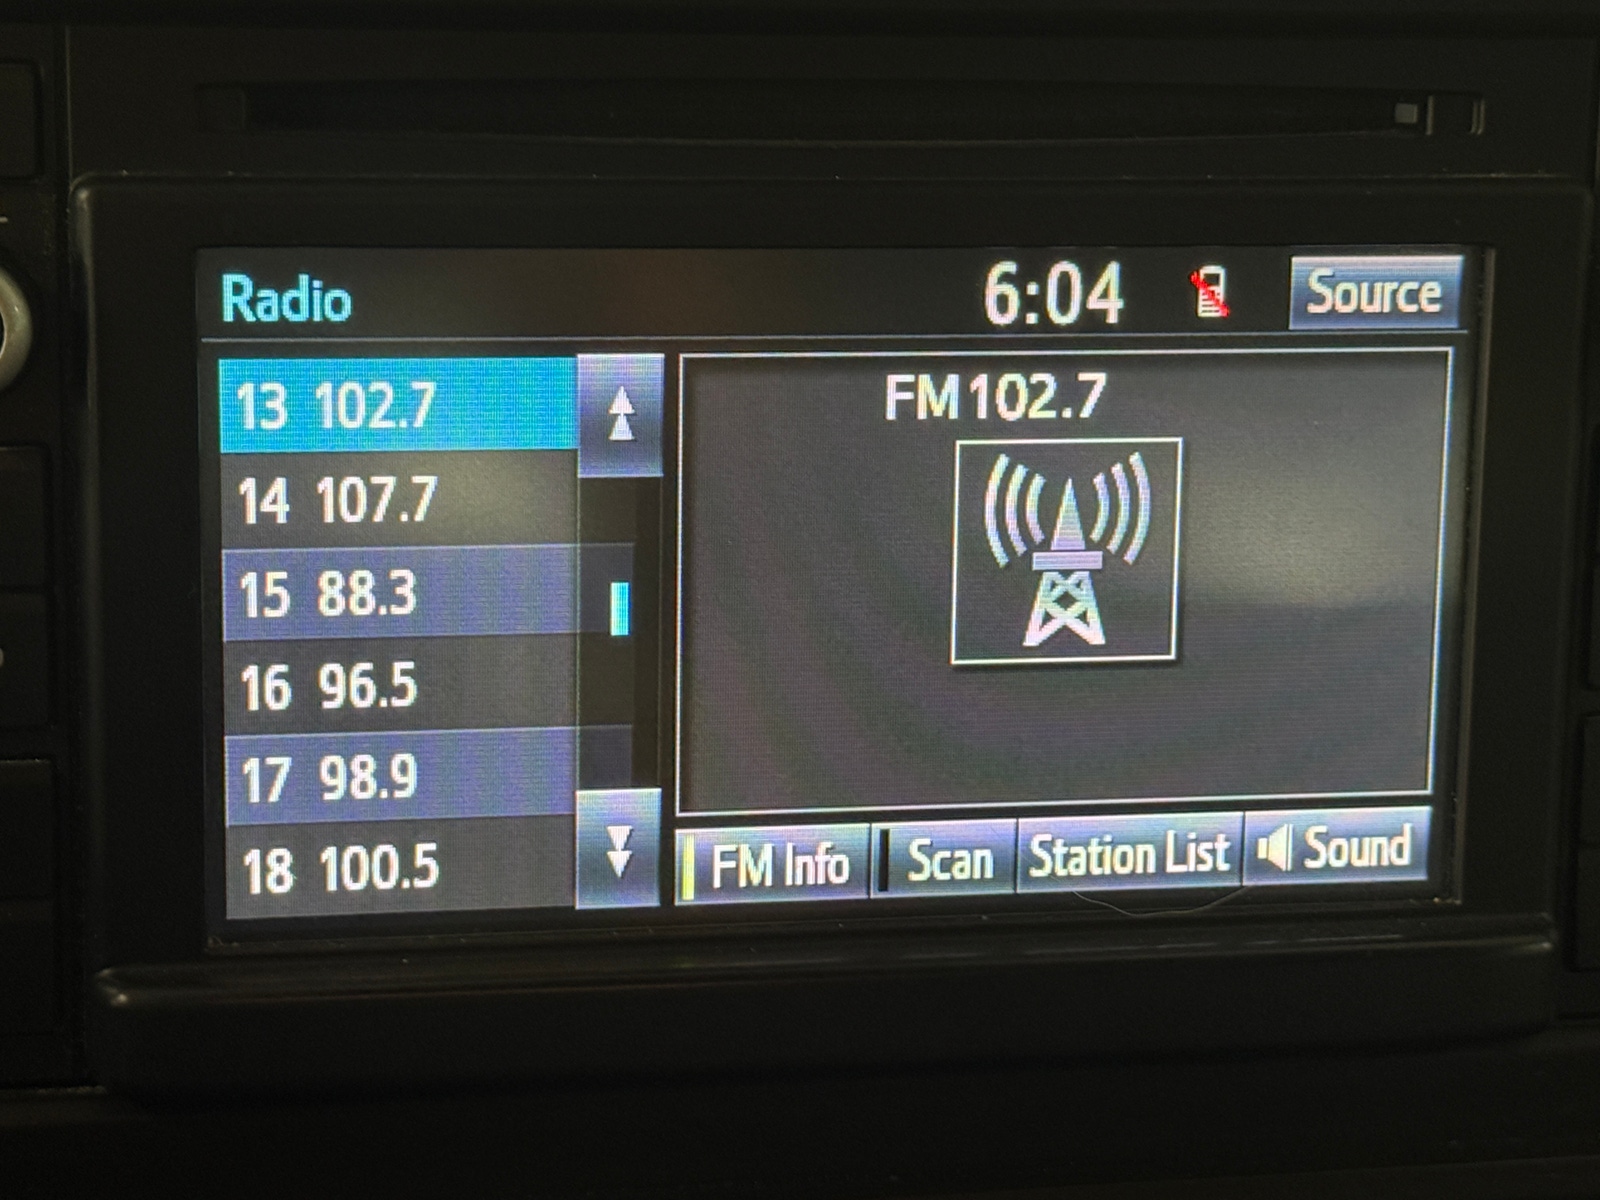 Radio
6:04
Source
13 102.7
14 107.7
15 88.3
16 96.5
17 98.9
18 100.5
FM 102.7
FM Info
Scan
Station List
Sound